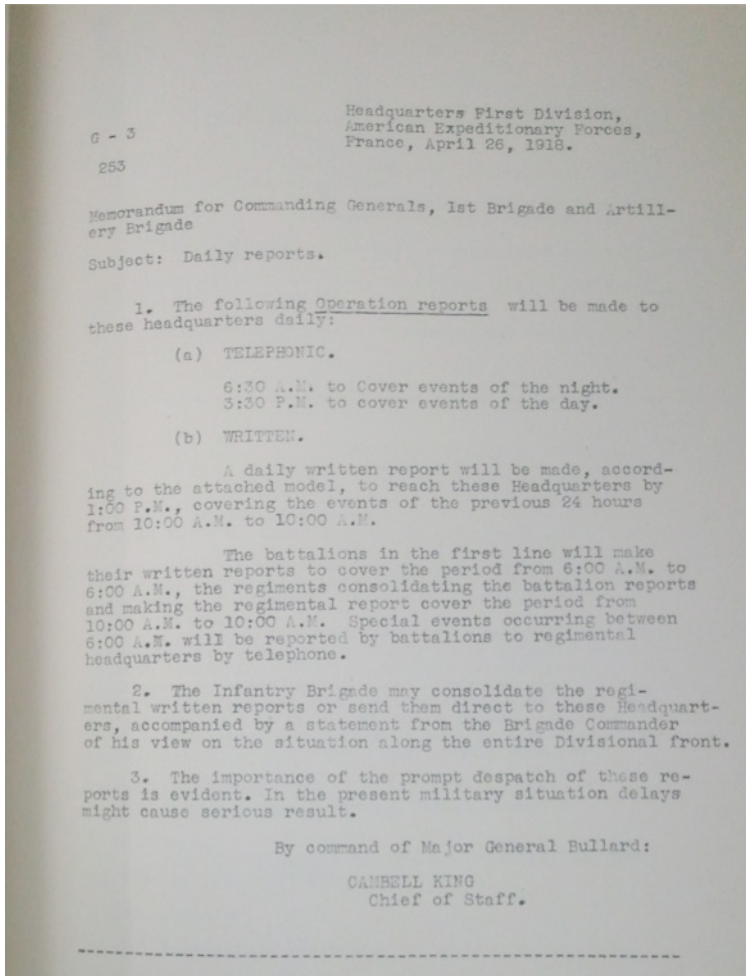 Headquarters First Division,
American Expeditionary Forces,
France, April 26, 1918.
G - 3
253
Memorandum for Commanding Generals, 1st Brigade and Artill-
ery Brigade
Subject: Daily reports.
1. The following Operation reports will be made to
these headquarters daily:
(a) TELEPHONIC.
6:30 A.M. to Cover events of the night.
3:30 P.M. to cover events of the day.
(b) WRITTEN.
A daily written report will be made, accord-
ing to the attached model, to reach these Headquarters by
1:00 P.M., covering the events of the previous 24 hours
from 10:00 A.M. to 10:00 A.M.
The battalions in the first line will make
their written reports to cover the period from 6:00 A.M. to
6:00 A.M., the regiments consolidating the battalion reports
and making the regimental report cover the period from
10:00 A.M. to 10:00 A.M. Special events occurring between
6:00 A.M. will be reported by battalions to regimental
headquarters by telephone.
2. The Infantry Brigade may consolidate the regi-
mental written reports or send them direct to these Headquart-
ers, accompanied by a statement from the Brigade Commander
of his view on the situation along the entire Divisional front.
3. The importance of the prompt despatch of these re-
ports is evident. In the present military situation delays
might cause serious result.
By command of Major General Bullard:
CAMBELL KING
Chief of Staff.